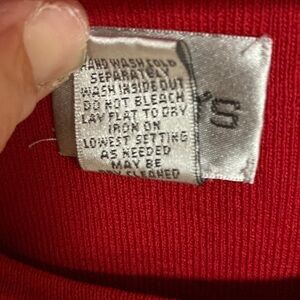 HAND WASH COLD
SEPARATELY
WASH INSIDE OUT
DO NOT BLEACH
LAY FLAT TO DRY
IRON ON
LOWEST SETTING
AS NEEDED
MAY BE
DRY CLEANED
'S